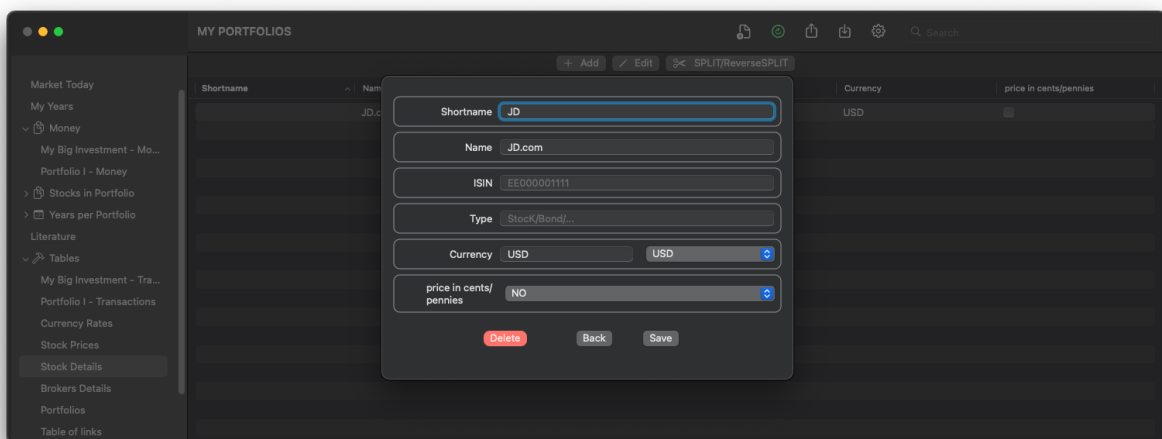 MY PORTFOLIOS
Search
+ Add
Edit
SPLIT/ReverseSPLIT
Market Today
My Years
Money
My Big Investment - Mo...
Portfolio I - Money
Stocks in Portfolio
Years per Portfolio
Literature
Tables
My Big Investment - Tra...
Portfolio I - Transactions
Currency Rates
Stock Prices
Stock Details
Brokers Details
Portfolios
Table of links
Shortname
Currency
price in cents/pennies
USD
Shortname JD
Name JD.com
ISIN EE000001111
Type StocK/Bond/...
Currency USD USD
price in cents/
pennies
NO
Delete Back Save